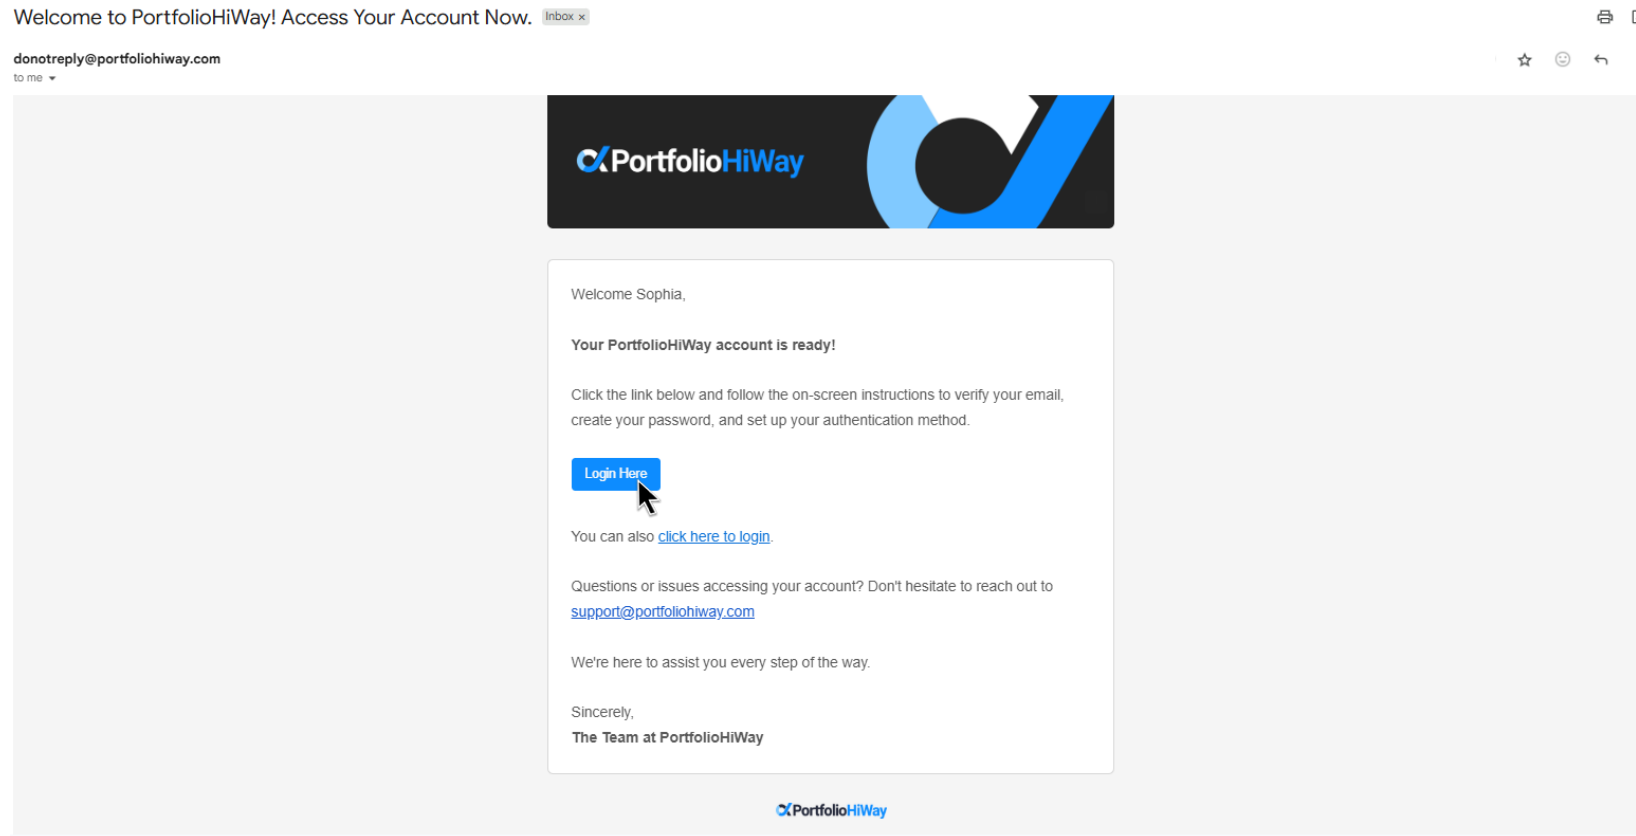 Welcome to PortfolioHiWay! Access Your Account Now. Inbox ×
donotreply@portfoliohiway.com
to me
PortfolioHiWay
Welcome Sophia,
Your PortfolioHiWay account is ready!
Click the link below and follow the on-screen instructions to verify your email,
create your password, and set up your authentication method.
Login Here
You can also click here to login.
Questions or issues accessing your account? Don't hesitate to reach out to
support@portfoliohiway.com
We're here to assist you every step of the way.
Sincerely,
The Team at PortfolioHiWay
PortfolioHiWay